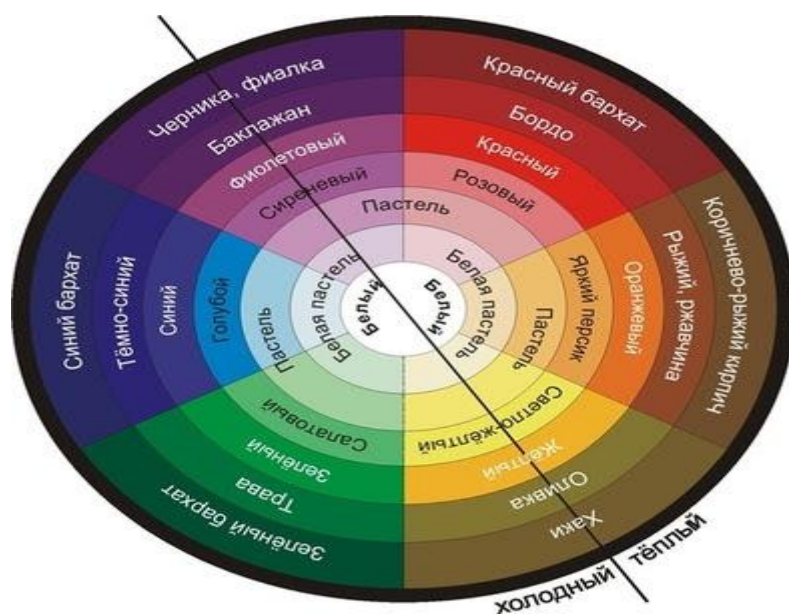 Черника, фиалка
Баклажан
Фиолетовый
Сиреневый
Пастель
Белая пастель
Белый
Красный бархат
Бордо
Красный
Розовый
Белая пастель
Белый
Коричнево-рыжий кирпич
Рыжий, ржавчина
Оранжевый
Яркий персик
Пастель
Светло-жёлтый
Жёлтый
Оливка
Хаки
Салатовый
Зелёный
Трава
Зелёный бархат
Синий бархат
Тёмно-синий
Синий
Голубой
Пастель
холодный
тёплый